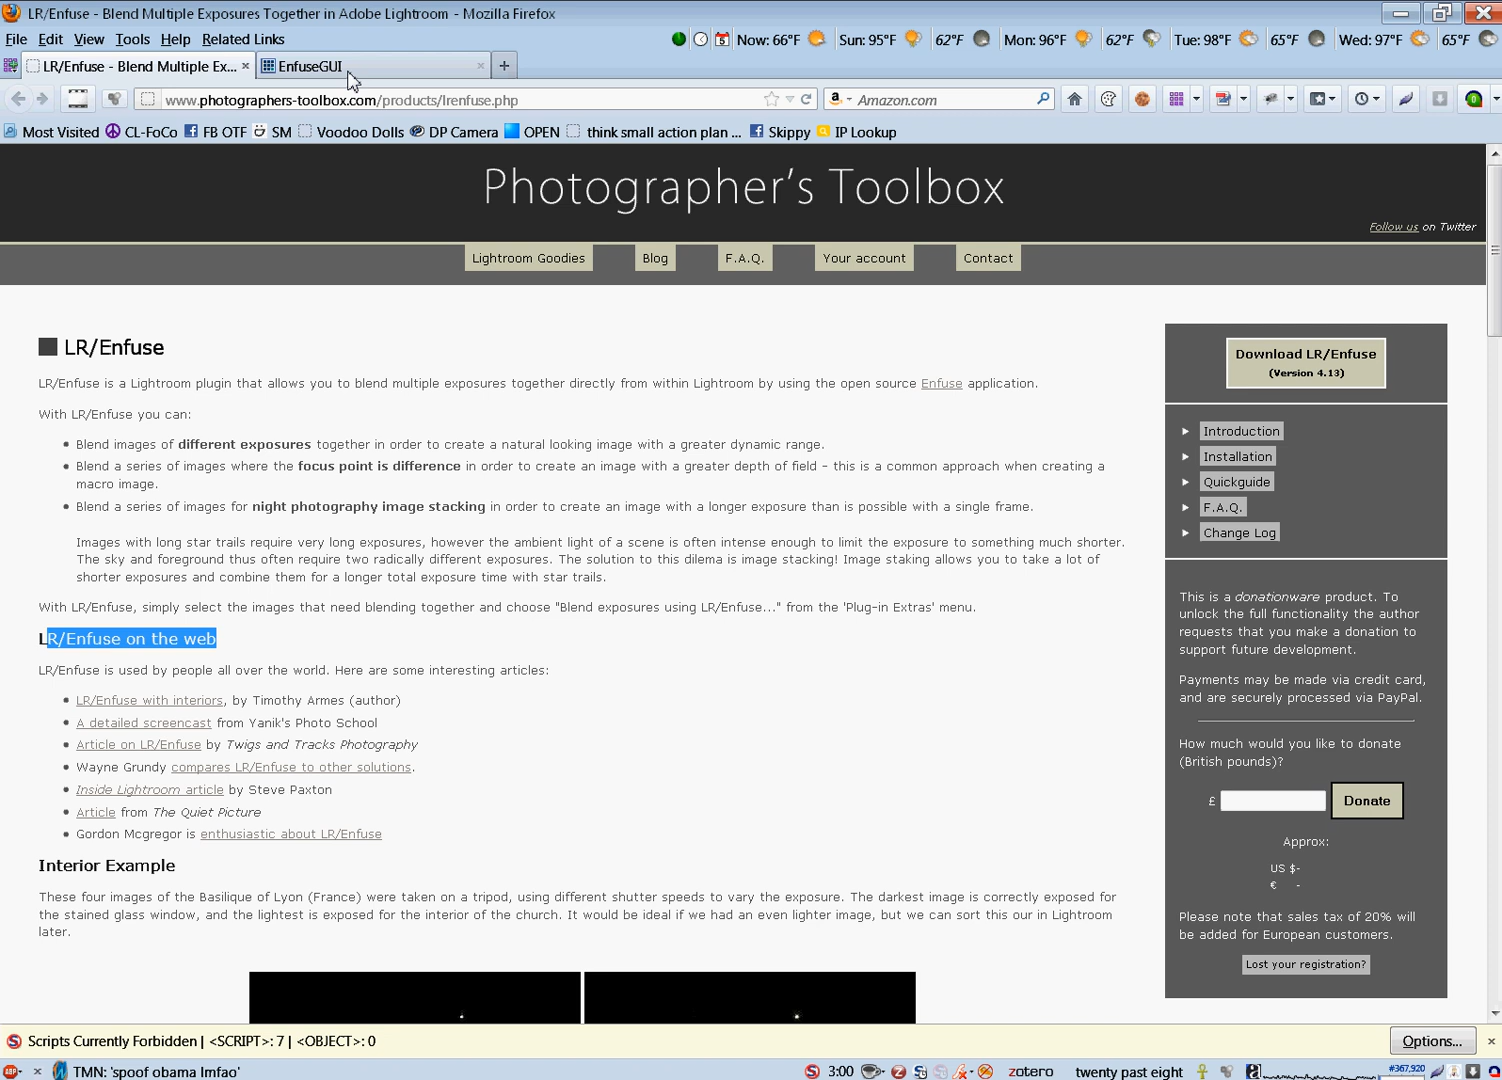 LR/Enfuse - Blend Multiple Exposures Together in Adobe Lightroom - Mozilla Firefox
File Edit View Tools Help Related Links
5 Now: 66°F Sun: 95°F 62°F Mon: 96°F 62°F Tue: 98°F 65°F Wed: 97°F 65°F
LR/Enfuse - Blend Multiple Ex... × EnfuseGUI × +
www.photographers-toolbox.com/products/lrenfuse.php
a Amazon.com
0
Most Visited CL-FoCo FB OTF SM Voodoo Dolls DP Camera OPEN think small action plan ... Skippy IP Lookup
Photographer's Toolbox
Follow us on Twitter
Lightroom Goodies Blog F.A.Q. Your account Contact
LR/Enfuse
LR/Enfuse is a Lightroom plugin that allows you to blend multiple exposures together directly from within Lightroom by using the open source Enfuse application.
With LR/Enfuse you can:
Blend images of different exposures together in order to create a natural looking image with a greater dynamic range.
Blend a series of images where the focus point is difference in order to create an image with a greater depth of field - this is a common approach when creating a
macro image.
Blend a series of images for night photography image stacking in order to create an image with a longer exposure than is possible with a single frame.
Images with long star trails require very long exposures, however the ambient light of a scene is often intense enough to limit the exposure to something much shorter.
The sky and foreground thus often require two radically different exposures. The solution to this dilema is image stacking! Image staking allows you to take a lot of
shorter exposures and combine them for a longer total exposure time with star trails.
With LR/Enfuse, simply select the images that need blending together and choose "Blend exposures using LR/Enfuse..." from the 'Plug-in Extras' menu.
LR/Enfuse on the web
LR/Enfuse is used by people all over the world. Here are some interesting articles:
LR/Enfuse with interiors, by Timothy Armes (author)
A detailed screencast from Yanik's Photo School
Article on LR/Enfuse by Twigs and Tracks Photography
Wayne Grundy compares LR/Enfuse to other solutions.
Inside Lightroom article by Steve Paxton
Article from The Quiet Picture
Gordon Mcgregor is enthusiastic about LR/Enfuse
Interior Example
These four images of the Basilique of Lyon (France) were taken on a tripod, using different shutter speeds to vary the exposure. The darkest image is correctly exposed for
the stained glass window, and the lightest is exposed for the interior of the church. It would be ideal if we had an even lighter image, but we can sort this our in Lightroom
later.
Download LR/Enfuse
(Version 4.13)
Introduction
Installation
Quickguide
F.A.Q.
Change Log
This is a donationware product. To
unlock the full functionality the author
requests that you make a donation to
support future development.
Payments may be made via credit card,
and are securely processed via PayPal.
How much would you like to donate
(British pounds)?
£ Donate
Approx:
US $-
€ -
Please note that sales tax of 20% will
be added for European customers.
Lost your registration?
Scripts Currently Forbidden | <SCRIPT>: 7 | <OBJECT>: 0
Options... ×
ABP × TMN: 'spoof obama lmfao'
3:00 zotero twenty past eight a #367,920